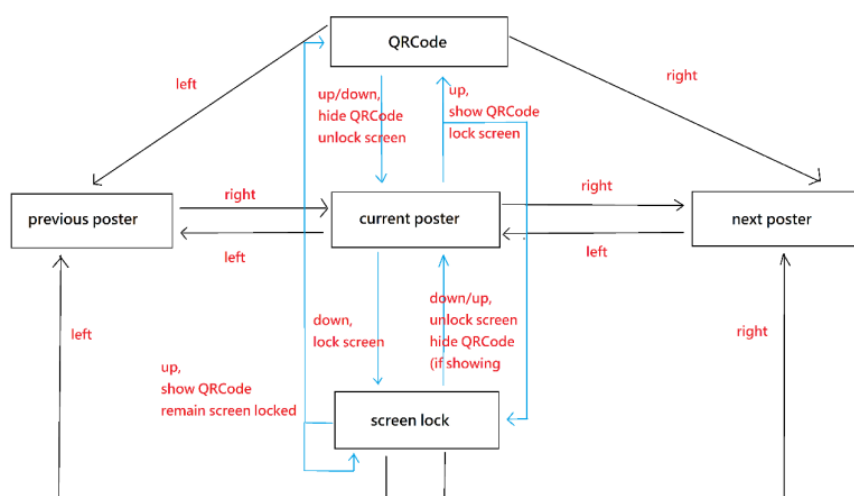 QRCode
left
right
up/down,
hide QRCode
unlock screen
up,
show QRCode
lock screen
right
right
previous poster
current poster
next poster
left
left
down,
lock screen
down/up,
unlock screen
hide QRCode
(if showing
left
right
up,
show QRCode
remain screen locked
screen lock